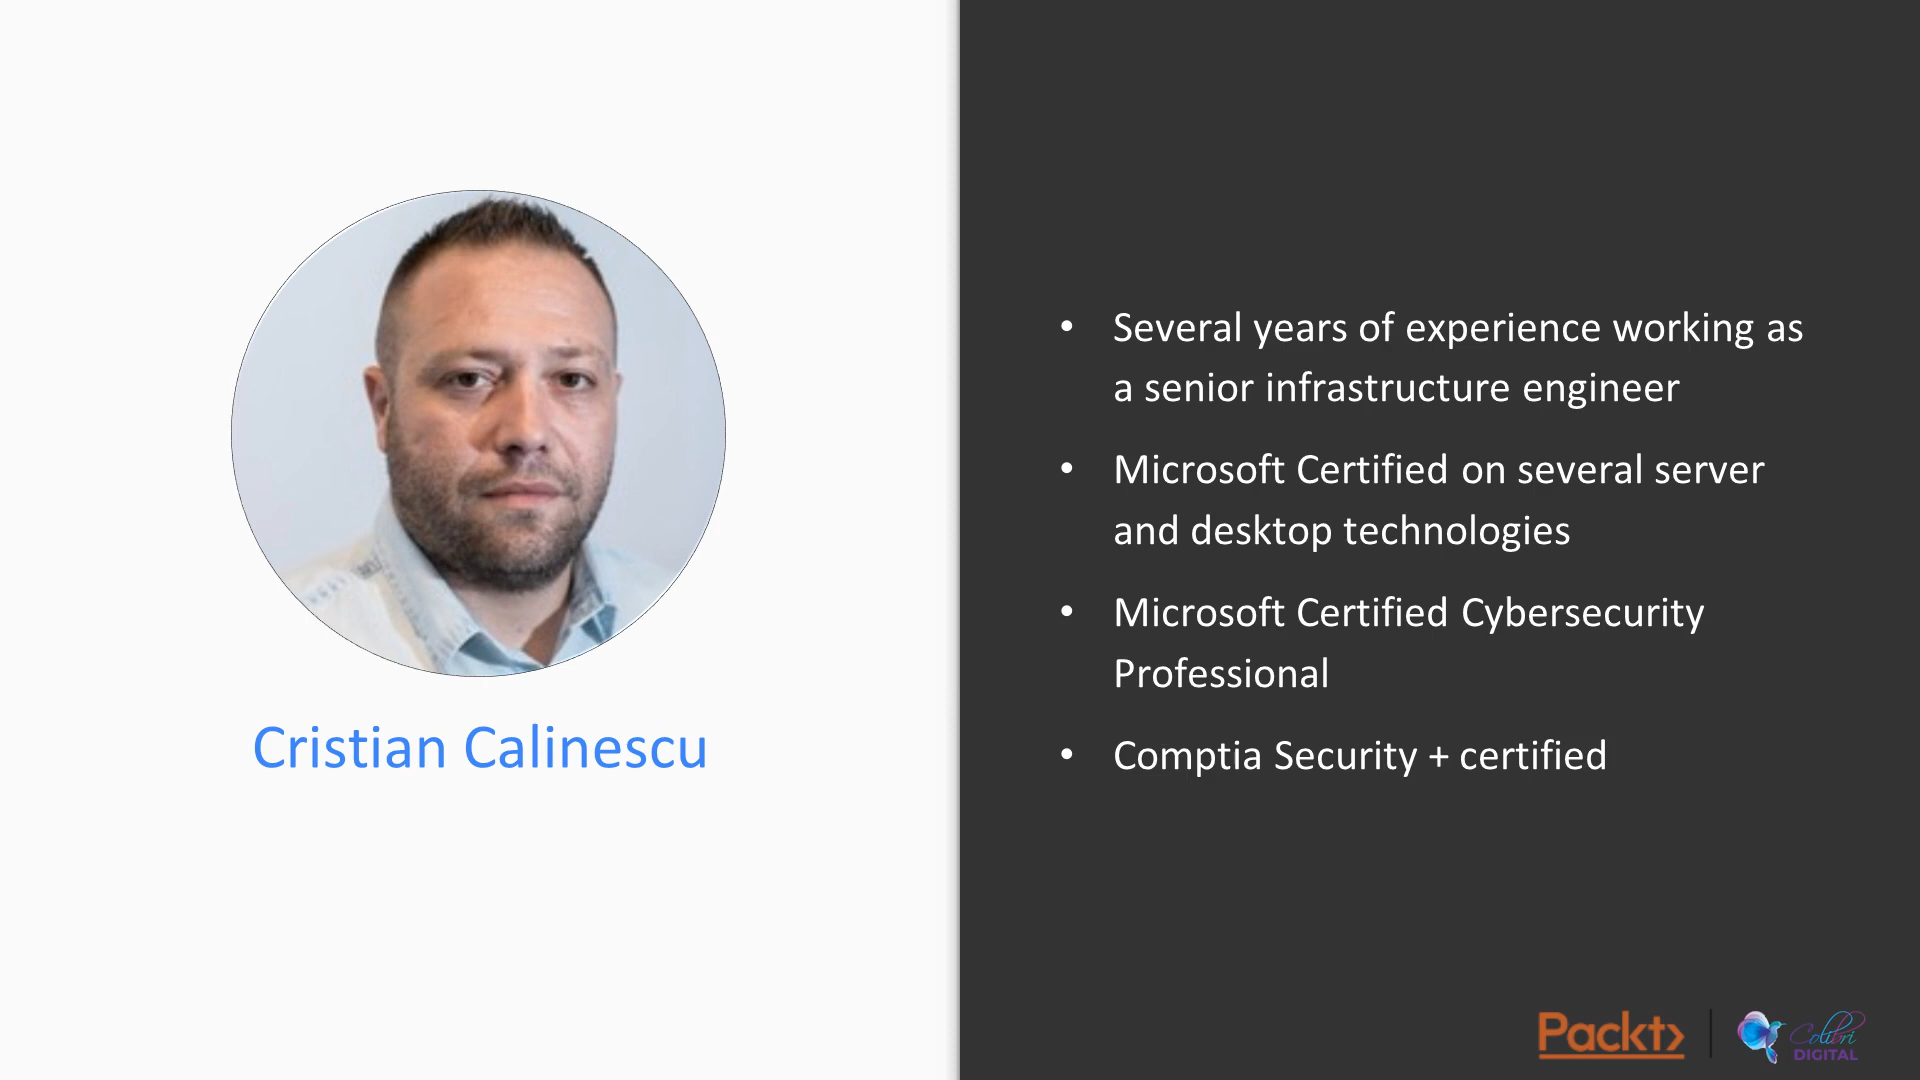 Cristian Calinescu
• Several years of experience working as
a senior infrastructure engineer
• Microsoft Certified on several server
and desktop technologies
• Microsoft Certified Cybersecurity
Professional
• Comptia Security + certified
Packt>
Colibri
DIGITAL